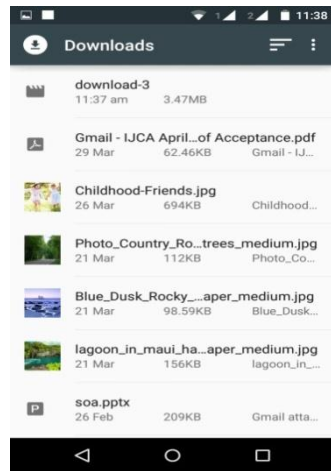 1 2 11:38
Downloads
download-3
11:37 am 3.47MB
Gmail - IJCA April...of Acceptance.pdf
29 Mar 62.46KB Gmail - IJ...
Childhood-Friends.jpg
26 Mar 694KB Childhood...
Photo_Country_Ro...trees_medium.jpg
21 Mar 112KB Photo_Co...
Blue_Dusk_Rocky_...aper_medium.jpg
21 Mar 98.59KB Blue_Dusk...
lagoon_in_maui_ha...aper_medium.jpg
21 Mar 156KB lagoon_in_...
P
soa.pptx
26 Feb 209KB Gmail atta...